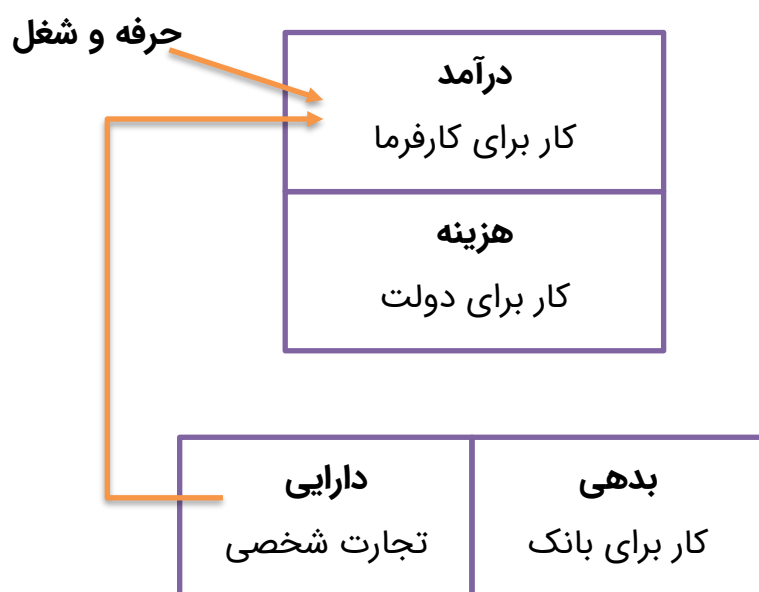 حرفه و شغل
درآمد
کار برای کارفرما
هزینه
کار برای دولت
بدهی
کار برای بانک
دارایی
تجارت شخصی